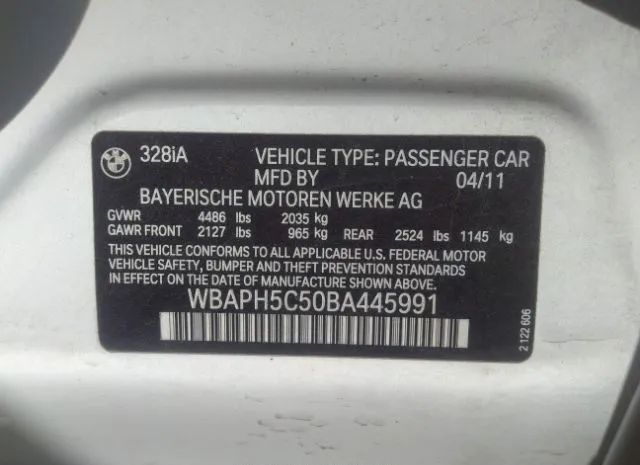 BMW
328iA VEHICLE TYPE: PASSENGER CAR
MFD BY 04/11
BAYERISCHE MOTOREN WERKE AG
GVWR 4486 lbs 2035 kg
GAWR FRONT 2127 lbs 965 kg REAR 2524 lbs 1145 kg
THIS VEHICLE CONFORMS TO ALL APPLICABLE U.S. FEDERAL MOTOR
VEHICLE SAFETY, BUMPER AND THEFT PREVENTION STANDARDS IN
EFFECT ON THE DATE OF MANUFACTURE SHOWN ABOVE.
WBAPH5C50BA445991
2 122 606